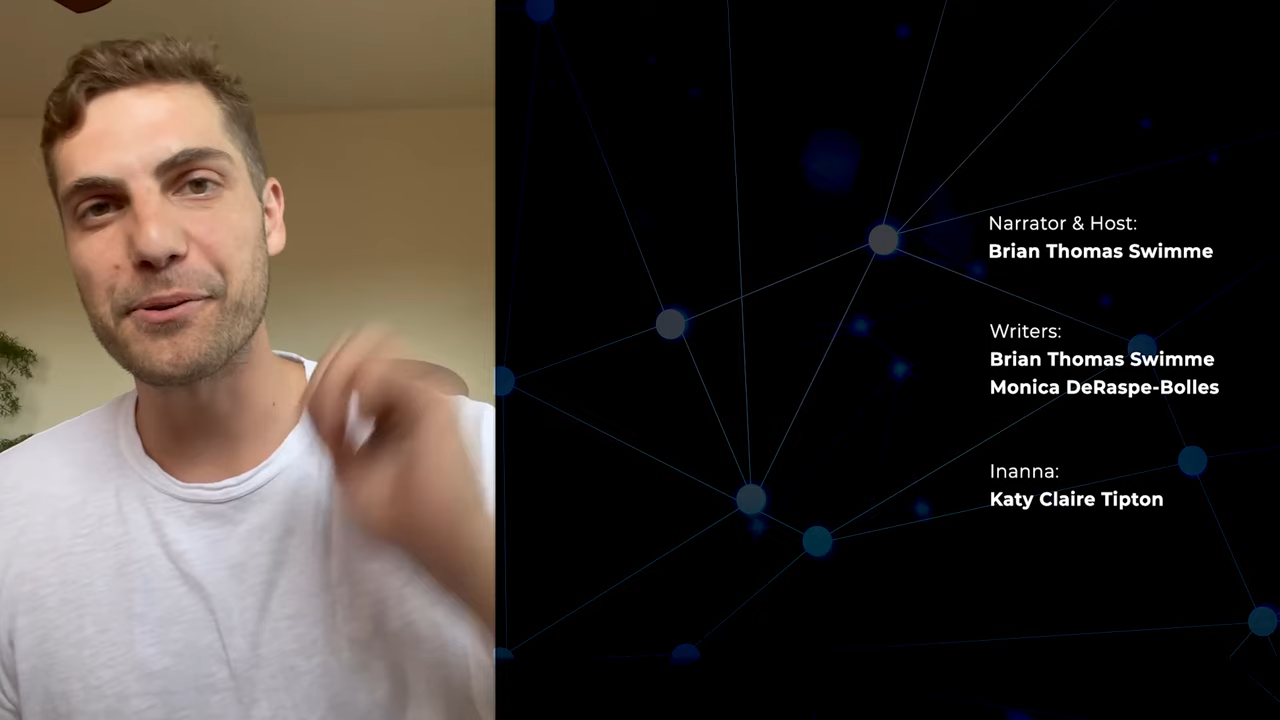 Narrator & Host:
Brian Thomas Swimme
Writers:
Brian Thomas Swimme
Monica DeRaspe-Bolles
Inanna:
Katy Claire Tipton